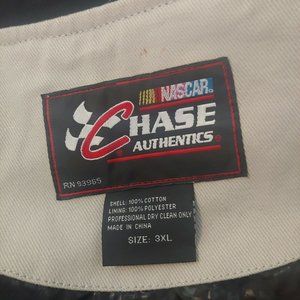 NASCAR
CHASE
AUTHENTICS
RN 93965
SHELL: 100% COTTON
LINING: 100% POLYESTER
PROFESSIONAL DRY CLEAN ONLY
MADE IN CHINA
SIZE: 3XL